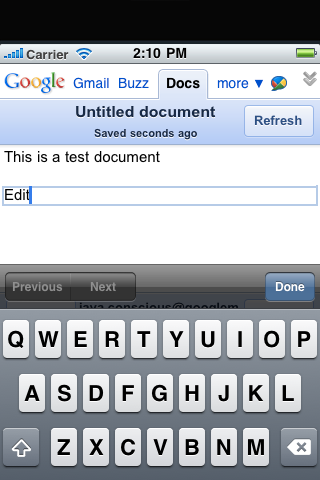 Carrier 2:10 PM
Google Gmail Buzz Docs more ▼
Untitled document
Saved seconds ago
Refresh
This is a test document
Edit
Previous Next Done
java.conscious@googlem
Q W E R T Y U I O P
A S D F G H J K L
Z X C V B N M